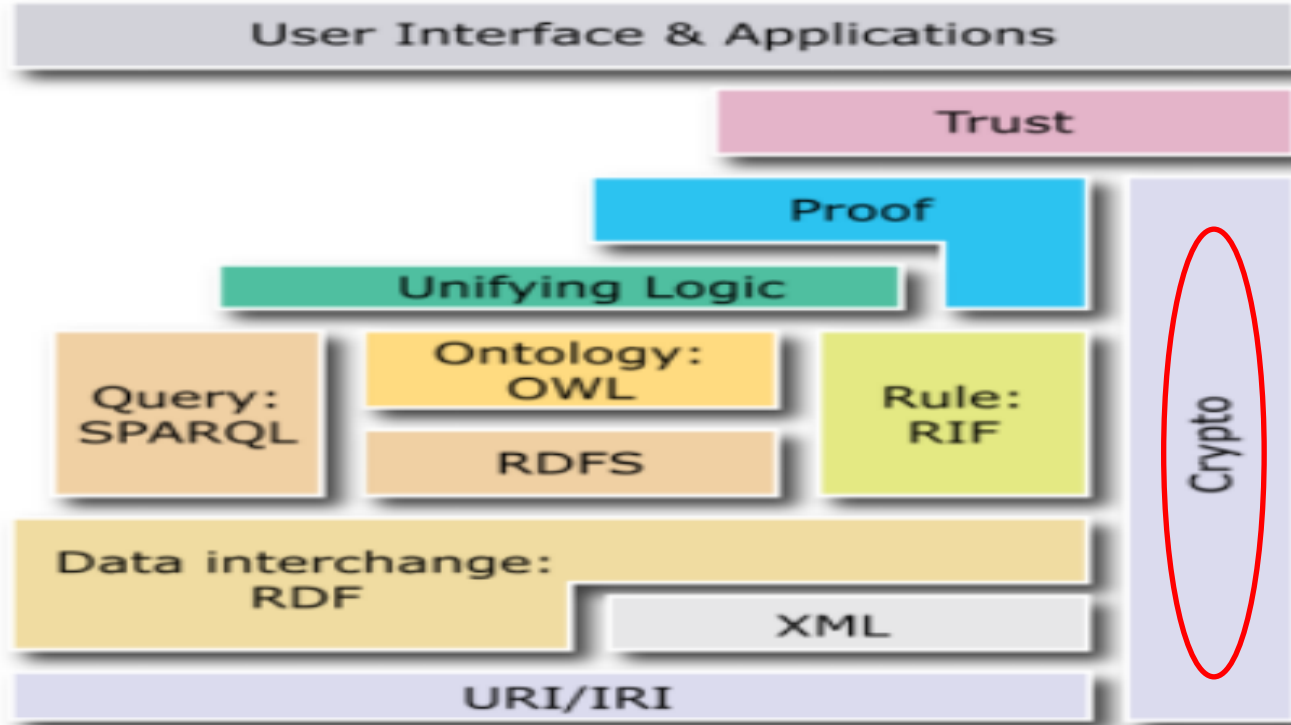 User Interface & Applications
Trust
Proof
Unifying Logic
Query:
SPARQL
Ontology:
OWL
RDFS
Rule:
RIF
Crypto
Data interchange:
RDF
XML
URI/IRI